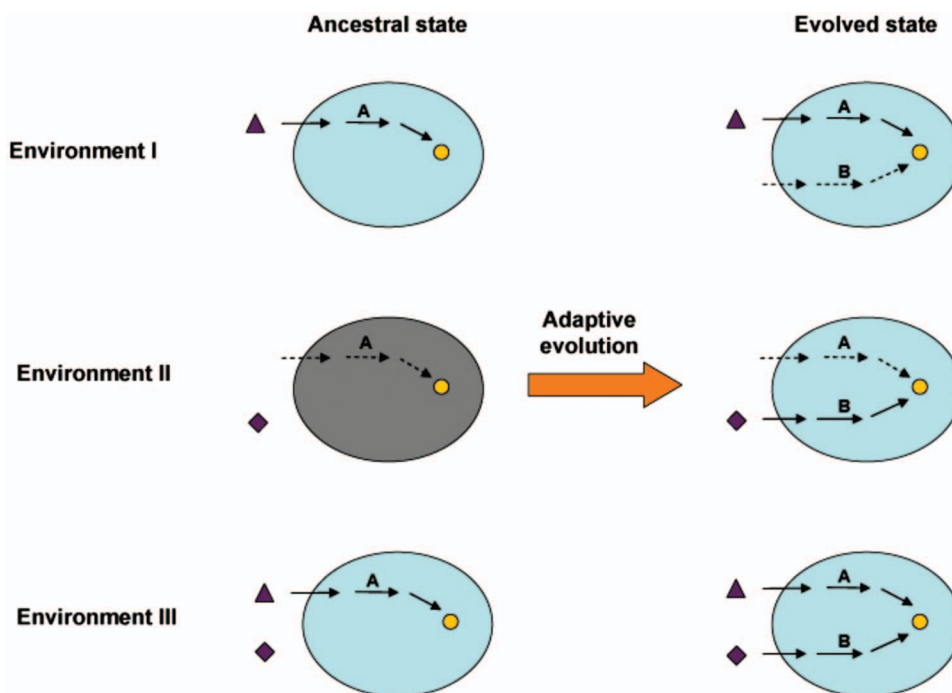 Ancestral state
Evolved state
Environment I
A
A
B
Environment II
A
Adaptive
evolution
A
B
Environment III
A
A
B